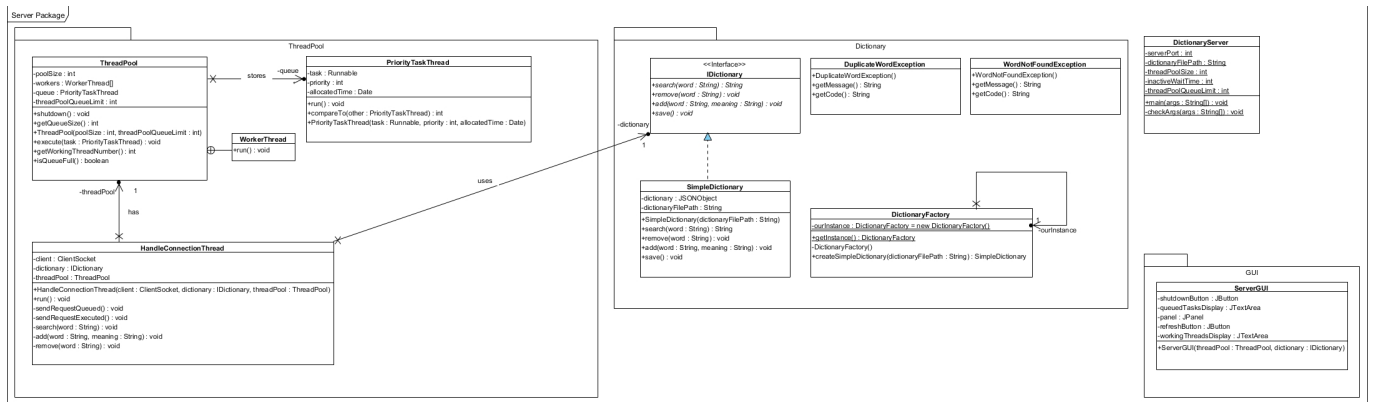 Server Package
ThreadPool
ThreadPool
-poolSize : int
-workers : WorkerThread[]
-queue : PriorityTaskThread
-threadPoolQueueLimit : int
+shutdown() : void
+getQueueSize() : int
+ThreadPool(poolSize : int, threadPoolQueueLimit : int)
+execute(task : PriorityTaskThread) : void
+getWorkingThreadNumber() : int
+isQueueFull() : boolean
stores
-queue
PriorityTaskThread
-task : Runnable
-priority : int
-allocatedTime : Date
+run() : void
+compareTo(other : PriorityTaskThread) : int
+PriorityTaskThread(task : Runnable, priority : int, allocatedTime : Date)
WorkerThread
+run() : void
-threadPool
1
has
HandleConnectionThread
-client : ClientSocket
-dictionary : IDictionary
-threadPool : ThreadPool
+HandleConnectionThread(client : ClientSocket, dictionary : IDictionary, threadPool : ThreadPool)
+run() : void
-sendRequestQueued() : void
-sendRequestExecuted() : void
-search(word : String) : void
-add(word : String, meaning : String) : void
-remove(word : String) : void
uses
-dictionary
1
Dictionary
<<Interface>>
IDictionary
+search(word : String) : String
+remove(word : String) : void
+add(word : String, meaning : String) : void
+save() : void
DuplicateWordException
+DuplicateWordException()
+getMessage() : String
+getCode() : String
WordNotFoundException
+WordNotFoundException()
+getMessage() : String
+getCode() : String
SimpleDictionary
-dictionary : JSONObject
-dictionaryFilePath : String
+SimpleDictionary(dictionaryFilePath : String)
+search(word : String) : String
+remove(word : String) : void
+add(word : String, meaning : String) : void
+save() : void
DictionaryFactory
-ourInstance : DictionaryFactory = new DictionaryFactory()
+getInstance() : DictionaryFactory
-DictionaryFactory()
+createSimpleDictionary(dictionaryFilePath : String) : SimpleDictionary
1
-ourInstance
DictionaryServer
-serverPort : int
-dictionaryFilePath : String
-threadPoolSize : int
-inactiveWaitTime : int
-threadPoolQueueLimit : int
+main(args : String[]) : void
-checkArgs(args : String[]) : void
GUI
ServerGUI
-shutdownButton : JButton
-queuedTasksDisplay : JTextArea
-panel : JPanel
-refreshButton : JButton
-workingThreadsDisplay : JTextArea
+ServerGUI(threadPool : ThreadPool, dictionary : IDictionary)